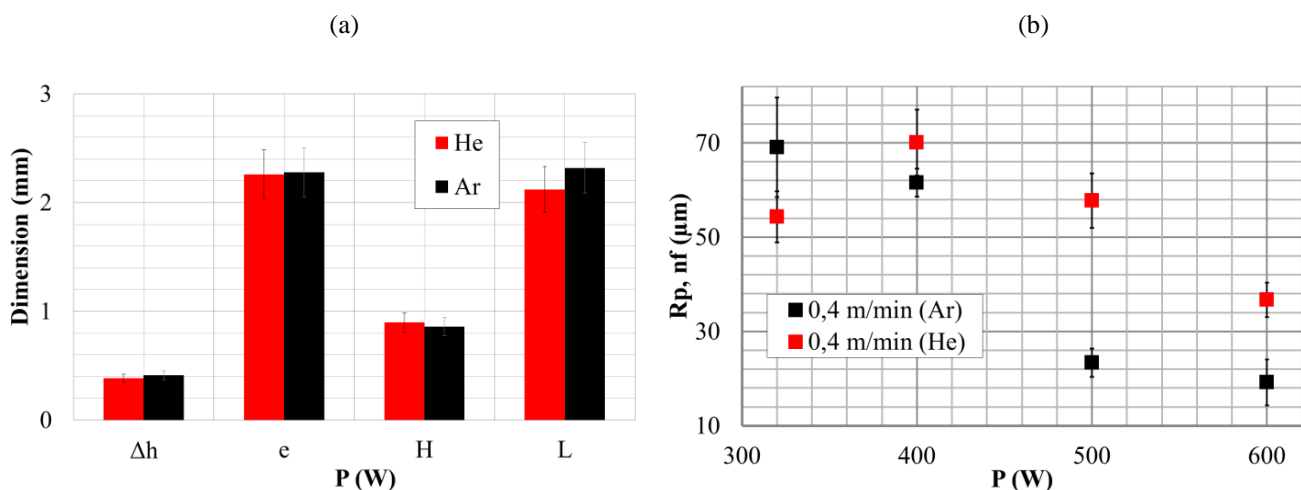 (a)
(b)
Dimension (mm)
3
2
1
0
He
Ar
Δh
e
H
L
P (W)
Rp, nf (µm)
70
50
30
10
0,4 m/min (Ar)
0,4 m/min (He)
300
400
500
600
P (W)